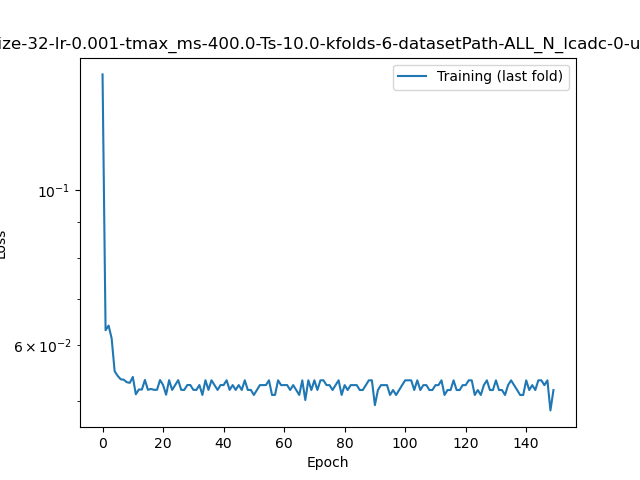 ize-32-lr-0.001-tmax_ms-400.0-Ts-10.0-kfolds-6-datasetPath-ALL_N_lcadc-0-u
Training (last fold)
10^-1
6 × 10^-2
Loss
0 20 40 60 80 100 120 140
Epoch